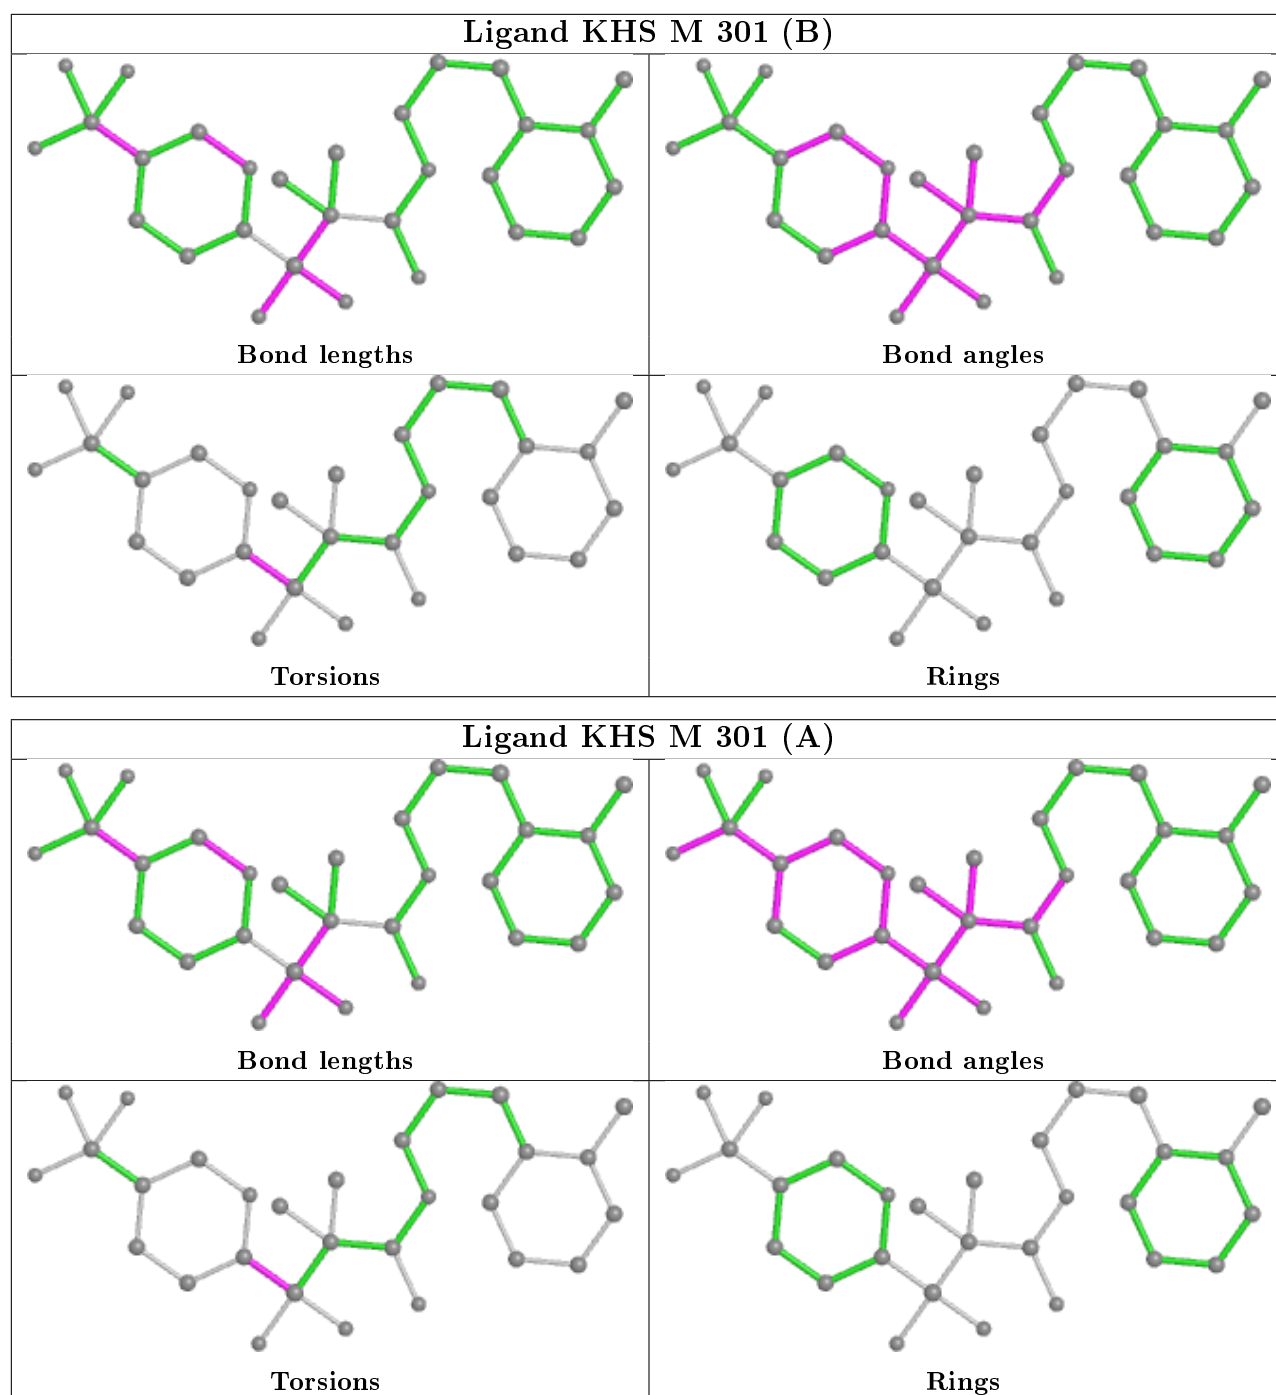 Ligand KHS M 301 (B)
Bond lengths
Bond angles
Torsions
Rings
Ligand KHS M 301 (A)
Bond lengths
Bond angles
Torsions
Rings